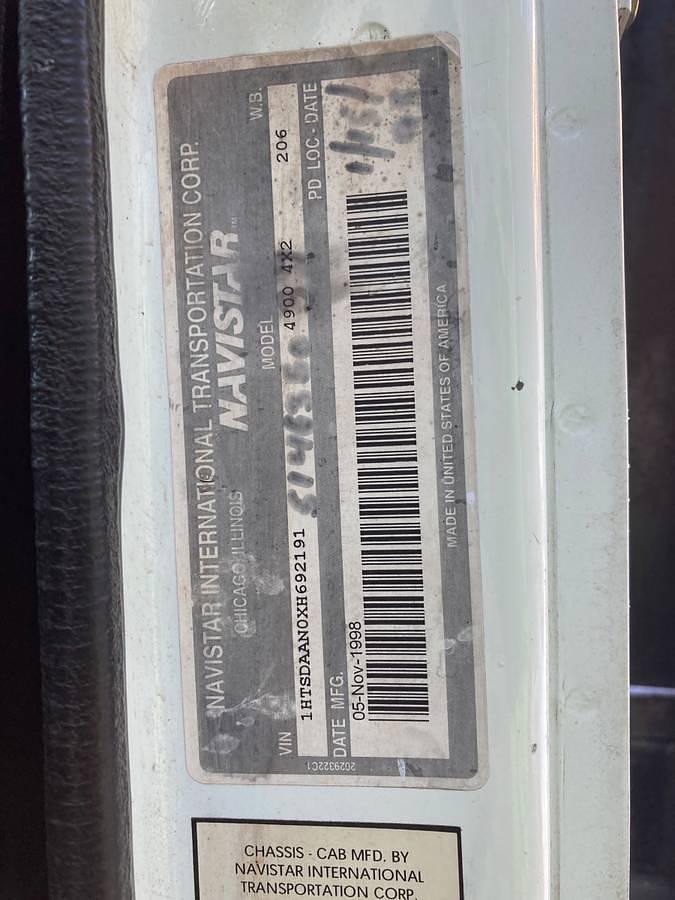 NAVISTAR INTERNATIONAL TRANSPORTATION CORP.
CHICAGO, ILLINOIS
NAVISTAR™
VIN MODEL W.B.
1HTSDAAN0XH692191 4900 4X2 206
DATE MFG. PD LOC - DATE
05-Nov-1998
MADE IN UNITED STATES OF AMERICA
2029322C1
CHASSIS - CAB MFD. BY
NAVISTAR INTERNATIONAL
TRANSPORTATION CORP.